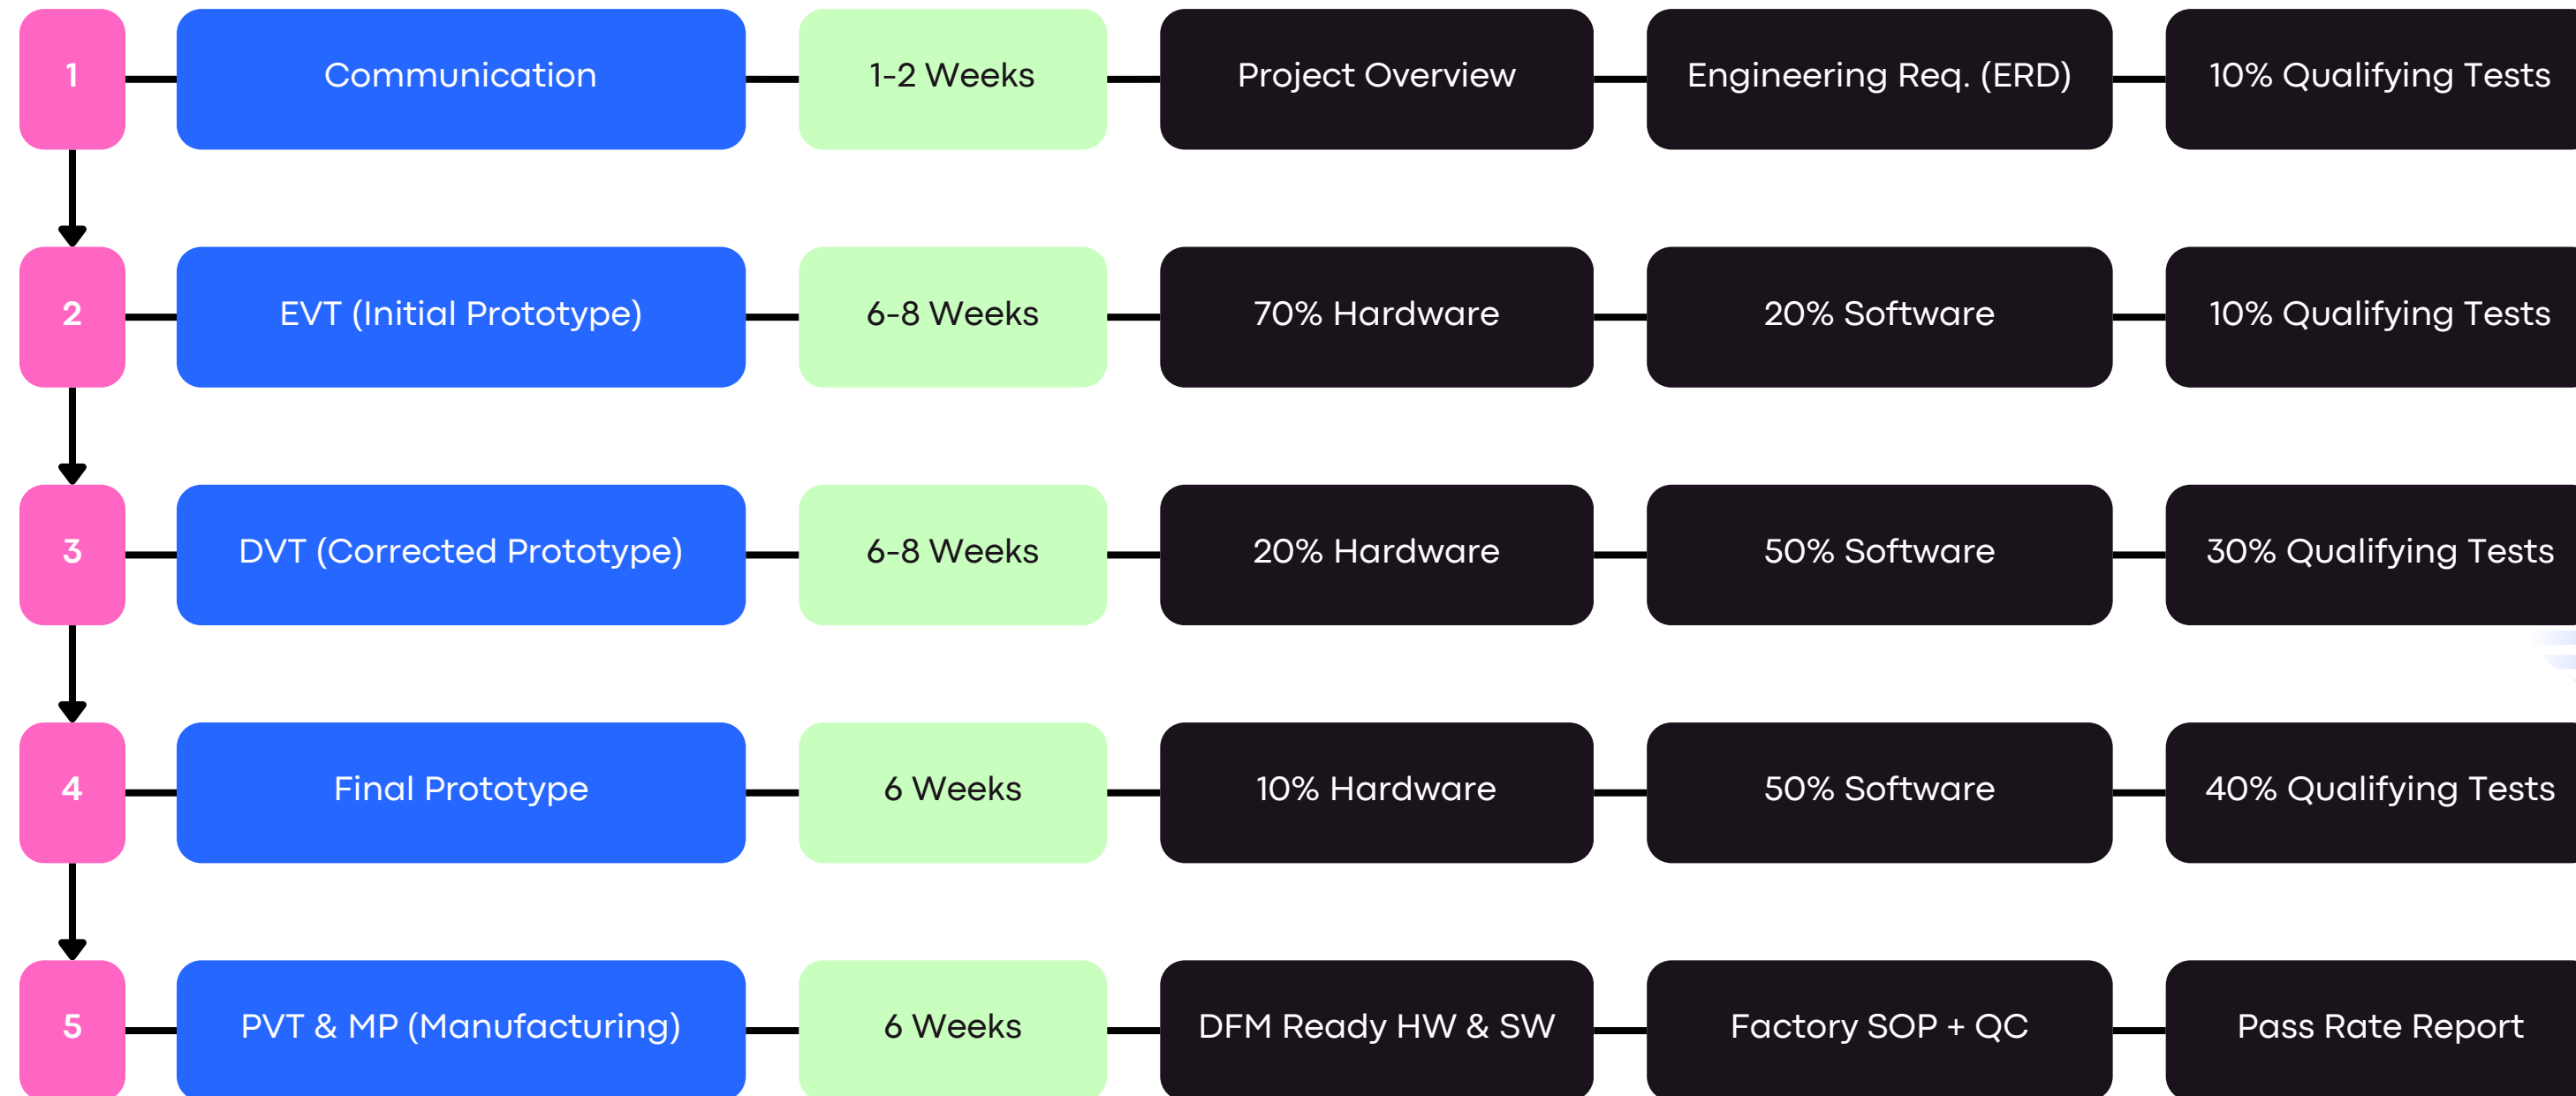 1
Communication
1-2 Weeks
Project Overview
Engineering Req. (ERD)
10% Qualifying Tests
2
EVT (Initial Prototype)
6-8 Weeks
70% Hardware
20% Software
10% Qualifying Tests
3
DVT (Corrected Prototype)
6-8 Weeks
20% Hardware
50% Software
30% Qualifying Tests
4
Final Prototype
6 Weeks
10% Hardware
50% Software
40% Qualifying Tests
5
PVT & MP (Manufacturing)
6 Weeks
DFM Ready HW & SW
Factory SOP + QC
Pass Rate Report